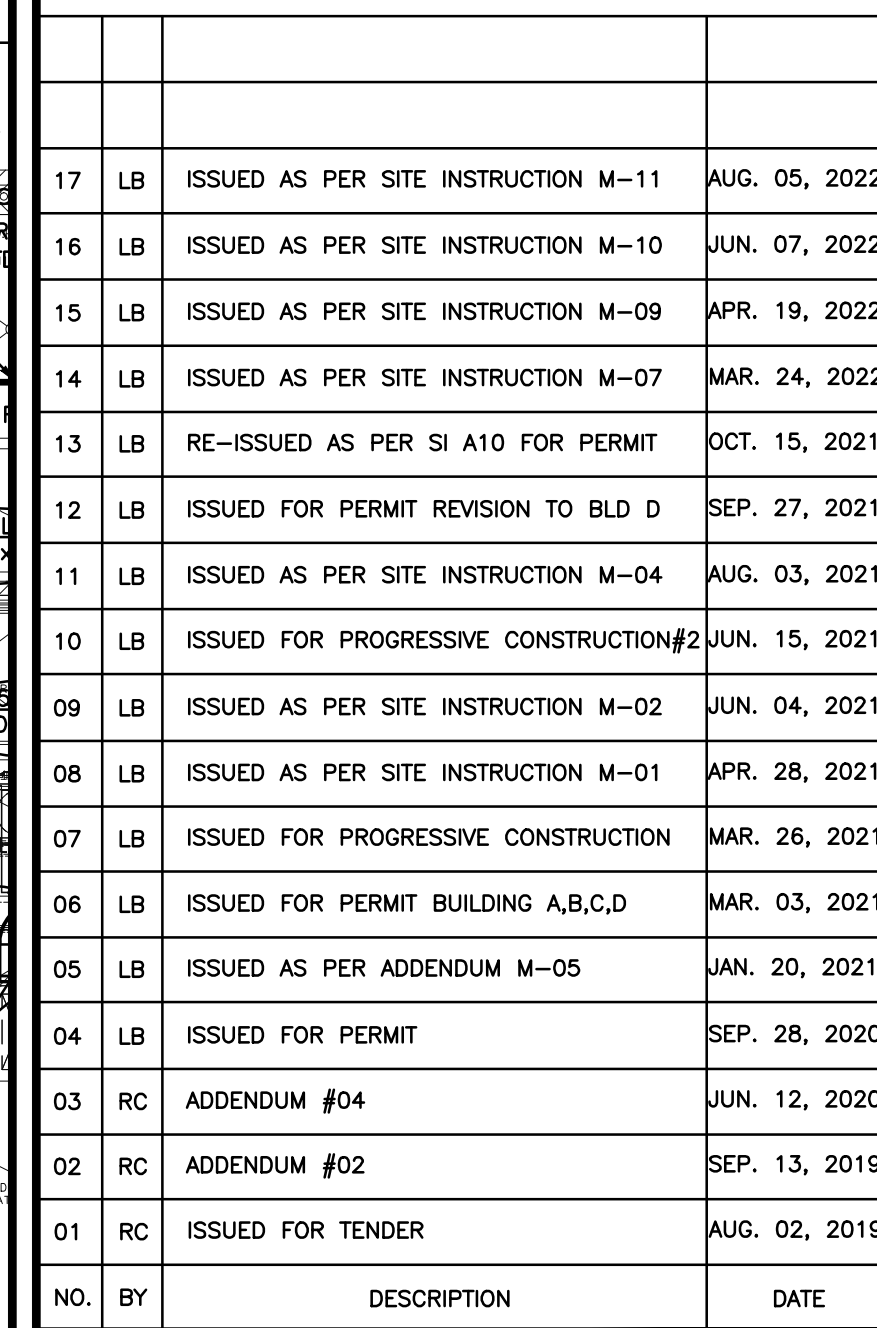 17 LB ISSUED AS PER SITE INSTRUCTION M-11 AUG. 05, 2022
16 LB ISSUED AS PER SITE INSTRUCTION M-10 JUN. 07, 2022
15 LB ISSUED AS PER SITE INSTRUCTION M-09 APR. 19, 2022
14 LB ISSUED AS PER SITE INSTRUCTION M-07 MAR. 24, 2022
13 LB RE-ISSUED AS PER SI A10 FOR PERMIT OCT. 15, 2021
12 LB ISSUED FOR PERMIT REVISION TO BLD D SEP. 27, 2021
11 LB ISSUED AS PER SITE INSTRUCTION M-04 AUG. 03, 2021
10 LB ISSUED FOR PROGRESSIVE CONSTRUCTION#2 JUN. 15, 2021
09 LB ISSUED AS PER SITE INSTRUCTION M-02 JUN. 04, 2021
08 LB ISSUED AS PER SITE INSTRUCTION M-01 APR. 28, 2021
07 LB ISSUED FOR PROGRESSIVE CONSTRUCTION MAR. 26, 2021
06 LB ISSUED FOR PERMIT BUILDING A,B,C,D MAR. 03, 2021
05 LB ISSUED AS PER ADDENDUM M-05 JAN. 20, 2021
04 LB ISSUED FOR PERMIT SEP. 28, 2020
03 RC ADDENDUM #04 JUN. 12, 2020
02 RC ADDENDUM #02 SEP. 13, 2019
01 RC ISSUED FOR TENDER AUG. 02, 2019
NO. BY DESCRIPTION DATE